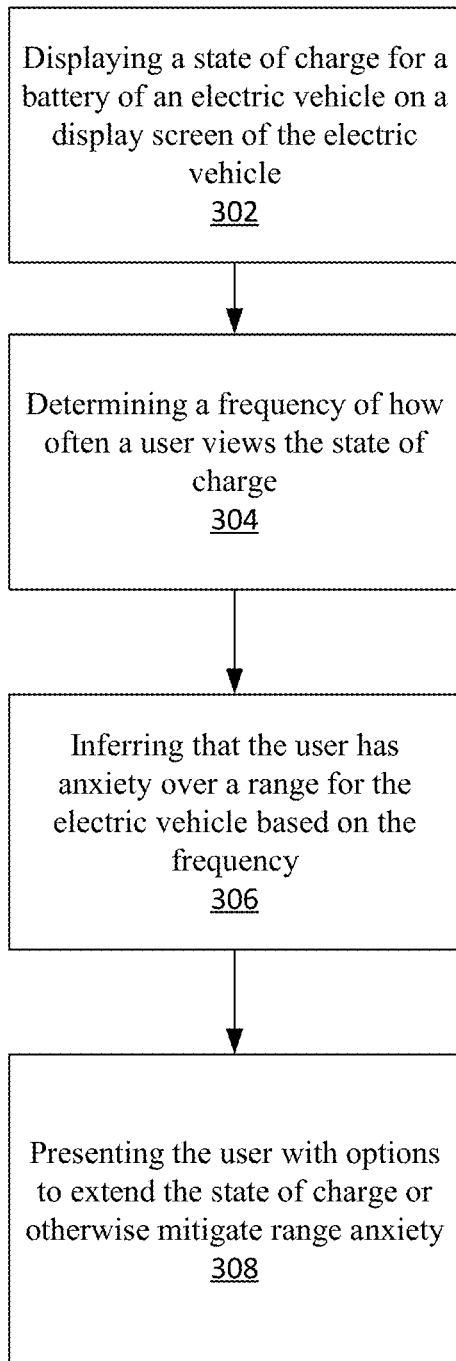 Displaying a state of charge for a
battery of an electric vehicle on a
display screen of the electric
vehicle
302
Determining a frequency of how
often a user views the state of
charge
304
Inferring that the user has
anxiety over a range for the
electric vehicle based on the
frequency
306
Presenting the user with options
to extend the state of charge or
otherwise mitigate range anxiety
308